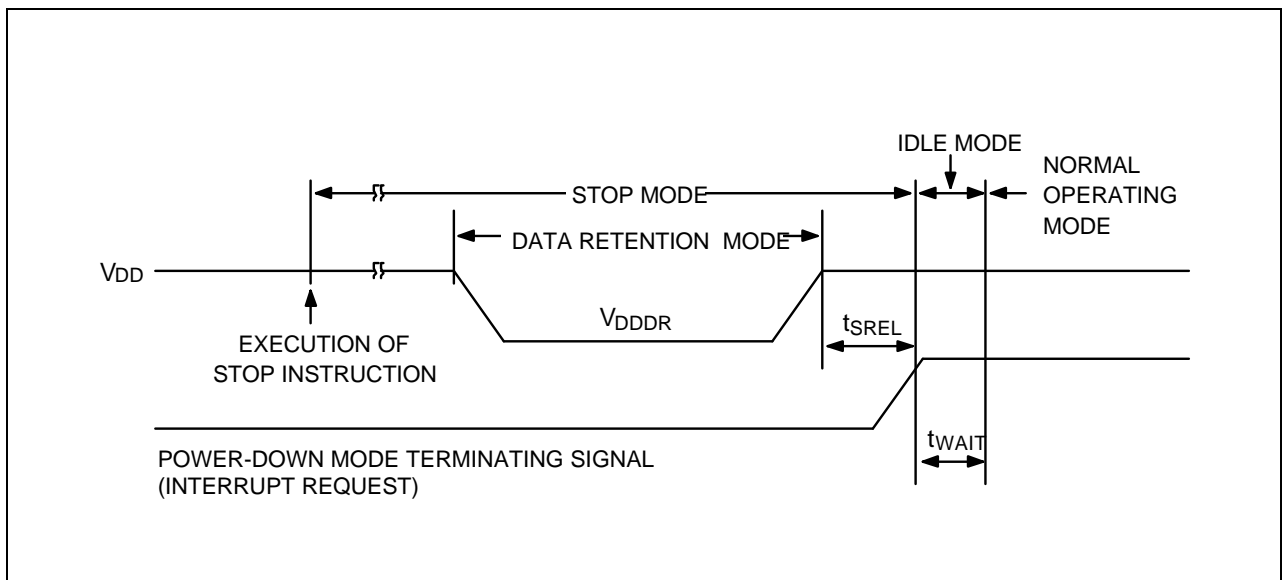 IDLE MODE
NORMAL
OPERATING
MODE
STOP MODE
DATA RETENTION MODE
VDD
VDDDR
tSREL
EXECUTION OF
STOP INSTRUCTION
tWAIT
POWER-DOWN MODE TERMINATING SIGNAL
(INTERRUPT REQUEST)